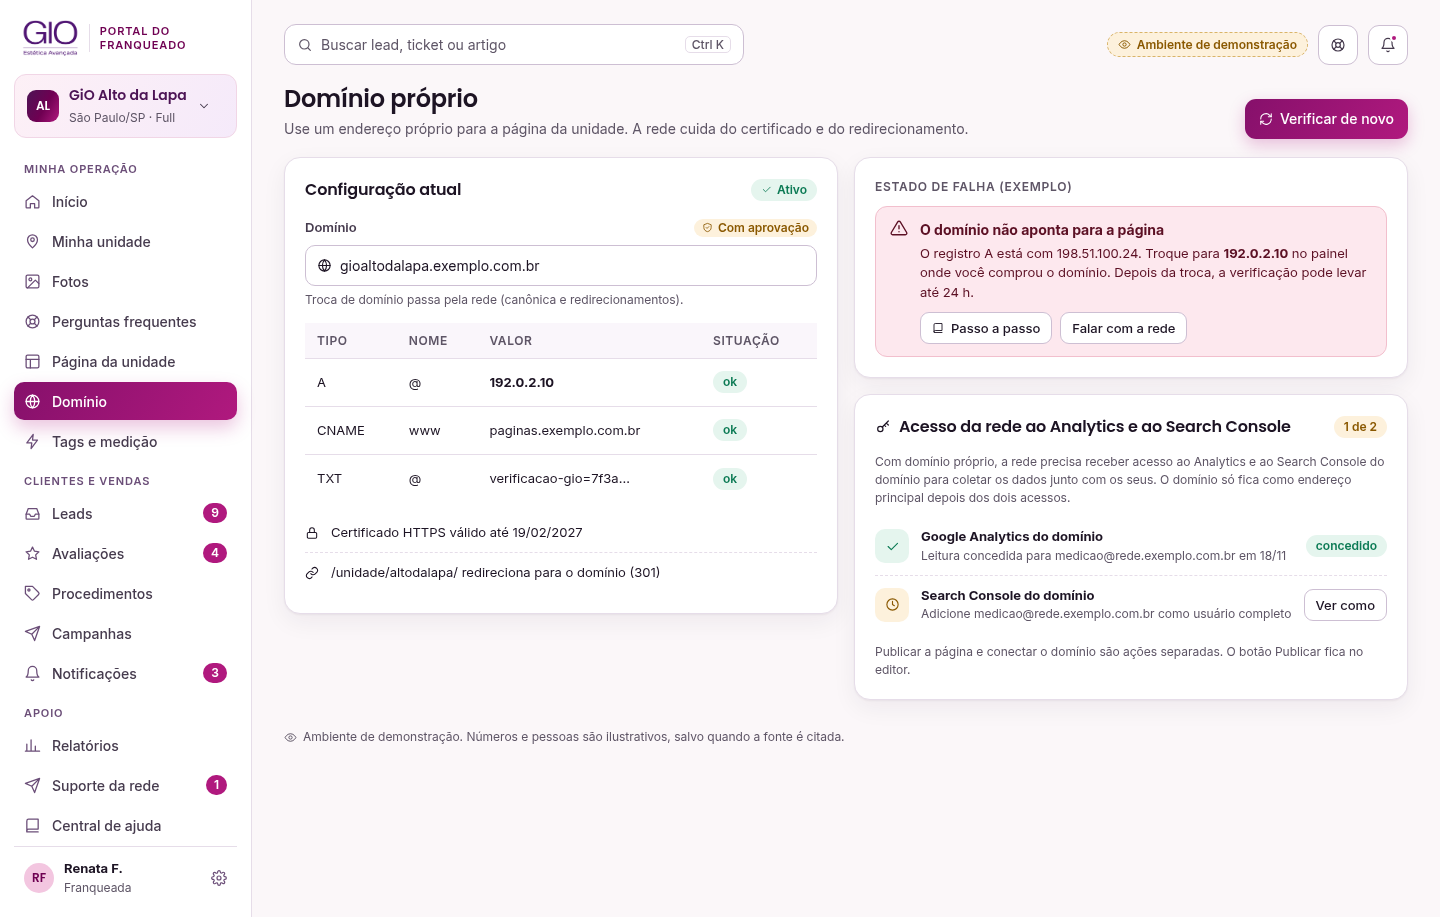 GIO
Estética Avançada
PORTAL DO
FRANQUEADO
AL
GiO Alto da Lapa
São Paulo/SP · Full
MINHA OPERAÇÃO
Início
Minha unidade
Fotos
Perguntas frequentes
Página da unidade
Domínio
Tags e medição
CLIENTES E VENDAS
Leads 9
Avaliações 4
Procedimentos
Campanhas
Notificações 3
APOIO
Relatórios
Suporte da rede 1
Central de ajuda
RF
Renata F.
Franqueada
Buscar lead, ticket ou artigo Ctrl K
Ambiente de demonstração
Domínio próprio
Use um endereço próprio para a página da unidade. A rede cuida do certificado e do redirecionamento.
Verificar de novo
Configuração atual Ativo
Domínio Com aprovação
gioaltodalapa.exemplo.com.br
Troca de domínio passa pela rede (canônica e redirecionamentos).
TIPO NOME VALOR SITUAÇÃO
A @ 192.0.2.10 ok
CNAME www paginas.exemplo.com.br ok
TXT @ verificacao-gio=7f3a... ok
Certificado HTTPS válido até 19/02/2027
/unidade/altodalapa/ redireciona para o domínio (301)
ESTADO DE FALHA (EXEMPLO)
O domínio não aponta para a página
O registro A está com 198.51.100.24. Troque para 192.0.2.10 no painel
onde você comprou o domínio. Depois da troca, a verificação pode levar
até 24 h.
Passo a passo Falar com a rede
Acesso da rede ao Analytics e ao Search Console 1 de 2
Com domínio próprio, a rede precisa receber acesso ao Analytics e ao Search Console do
domínio para coletar os dados junto com os seus. O domínio só fica como endereço
principal depois dos dois acessos.
Google Analytics do domínio
Leitura concedida para medicao@rede.exemplo.com.br em 18/11
concedido
Search Console do domínio
Adicione medicao@rede.exemplo.com.br como usuário completo
Ver como
Publicar a página e conectar o domínio são ações separadas. O botão Publicar fica no
editor.
Ambiente de demonstração. Números e pessoas são ilustrativos, salvo quando a fonte é citada.